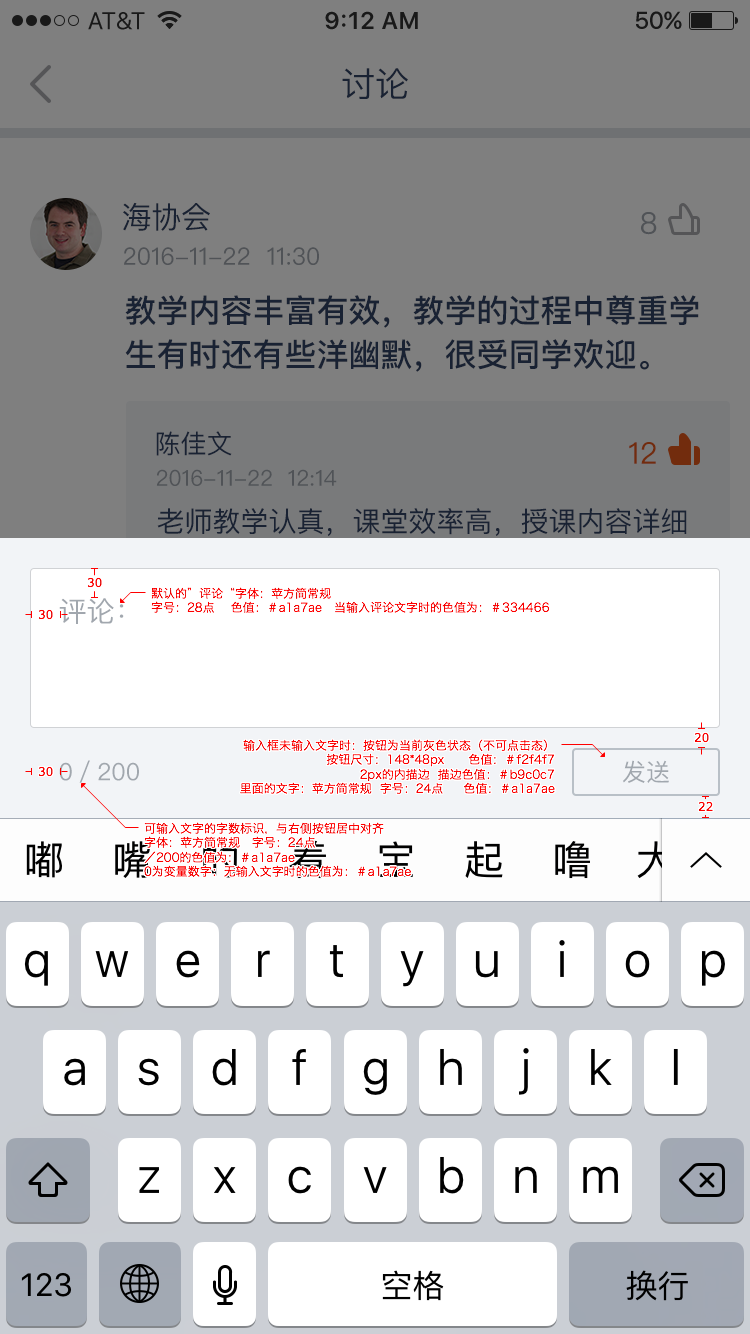 AT&T 9:12 AM 50%
讨论
海协会
8
2016-11-22 11:30
教学内容丰富有效，教学的过程中尊重学
生有时还有些洋幽默，很受同学欢迎。
陈佳文
12
2016-11-22 12:14
老师教学认真，课堂效率高，授课内容详细
30
默认的”评论“字体：苹方简常规
字号：28点 色值：#a1a7ae 当输入评论文字时的色值为：#334466
30
评论：
20
输入框未输入文字时：按钮为当前灰色状态（不可点击态）
按钮尺寸：148*48px 色值：#f2f4f7
2px的内描边 描边色值：#b9c0c7
里面的文字：苹方简常规 字号：24点 色值：#a1a7ae
30
0 / 200
发送
22
可输入文字的字数标识，与右侧按钮居中对齐
字体：苹方简常规 字号：24点
／200的色值为：#a1a7ae
0为变量数字：无输入文字时的色值为：#a1a7ae
嘟 嘴 起 噜 大
q w e r t y u i o p
a s d f g h j k l
z x c v b n m
123 空格 换行